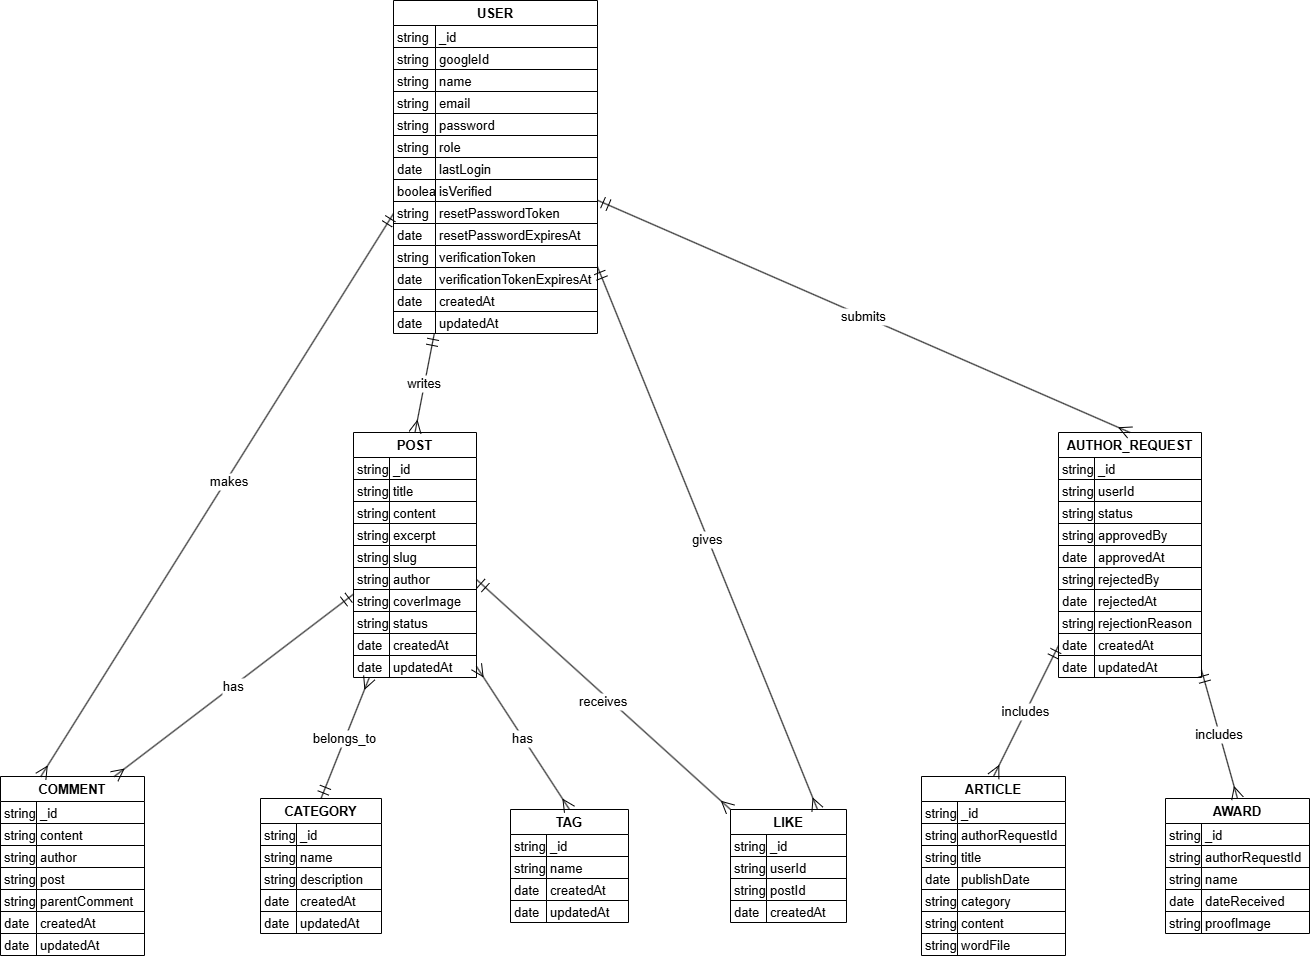 USER
string _id
string googleId
string name
string email
string password
string role
date lastLogin
boolea isVerified
string resetPasswordToken
date resetPasswordExpiresAt
string verificationToken
date verificationTokenExpiresAt
date createdAt
date updatedAt
submits
writes
makes
gives
POST
string _id
string title
string content
string excerpt
string slug
string author
string coverImage
string status
date createdAt
date updatedAt
AUTHOR_REQUEST
string _id
string userId
string status
string approvedBy
date approvedAt
string rejectedBy
date rejectedAt
string rejectionReason
date createdAt
date updatedAt
has
belongs_to
has
receives
includes
includes
COMMENT
string _id
string content
string author
string post
string parentComment
date createdAt
date updatedAt
CATEGORY
string _id
string name
string description
date createdAt
date updatedAt
TAG
string _id
string name
date createdAt
date updatedAt
LIKE
string _id
string userId
string postId
date createdAt
ARTICLE
string _id
string authorRequestId
string title
date publishDate
string category
string content
string wordFile
AWARD
string _id
string authorRequestId
string name
date dateReceived
string proofImage